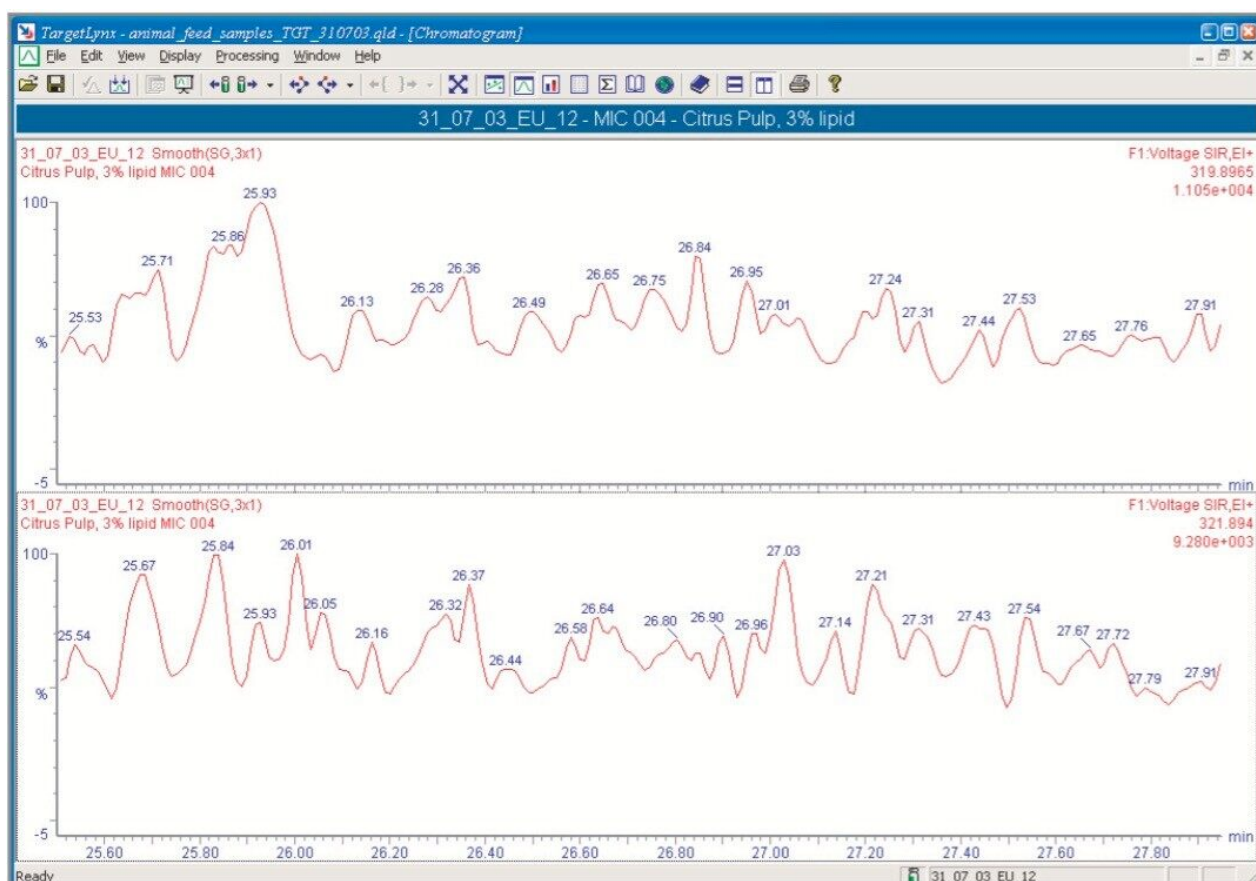 TargetLynx - animal_feed_samples_TGT_310703.qld - [Chromatogram]
File Edit View Display Processing Window Help
31_07_03_EU_12 - MIC 004 - Citrus Pulp, 3% lipid
31_07_03_EU_12 Smooth(SG,3x1) F1:Voltage SIR,EI+
Citrus Pulp, 3% lipid MIC 004 319.8965
1.105e+004
100
25.53 25.71 25.86 25.93 26.13 26.28 26.36 26.49 26.65 26.75 26.84 26.95 27.01 27.24 27.31 27.44 27.53 27.65 27.76 27.91
%
-5 min
31_07_03_EU_12 Smooth(SG,3x1) F1:Voltage SIR,EI+
Citrus Pulp, 3% lipid MIC 004 321.894
9.280e+003
100
25.54 25.67 25.84 25.93 26.01 26.05 26.16 26.32 26.37 26.44 26.58 26.64 26.80 26.90 26.96 27.03 27.14 27.21 27.31 27.43 27.54 27.67 27.72 27.79 27.91
%
-5 min
25.60 25.80 26.00 26.20 26.40 26.60 26.80 27.00 27.20 27.40 27.60 27.80
Ready 31_07_03_EU_12